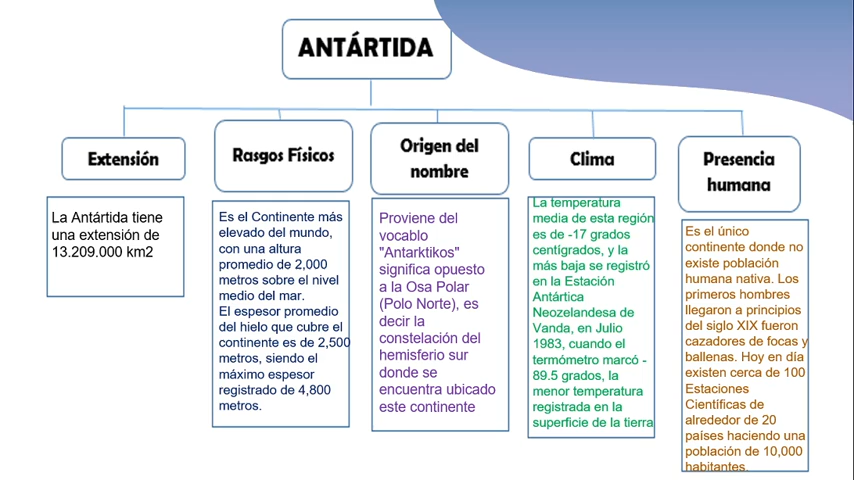 ANTÁRTIDA
Extensión
La Antártida tiene
una extensión de
13.209.000 km2
Rasgos Físicos
Es el Continente más
elevado del mundo,
con una altura
promedio de 2,000
metros sobre el nivel
medio del mar.
El espesor promedio
del hielo que cubre el
continente es de 2,500
metros, siendo el
máximo espesor
registrado de 4,800
metros.
Origen del
nombre
Proviene del
vocablo
"Antarktikos"
significa opuesto
a la Osa Polar
(Polo Norte), es
decir la
constelación del
hemisferio sur
donde se
encuentra ubicado
este continente
Clima
La temperatura
media de esta región
es de -17 grados
centígrados, y la
más baja se registró
en la Estación
Antártica
Neozelandesa de
Vanda, en Julio
1983, cuando el
termómetro marcó -
89.5 grados, la
menor temperatura
registrada en la
superficie de la tierra
Presencia
humana
Es el único
continente donde no
existe población
humana nativa. Los
primeros hombres
llegaron a principios
del siglo XIX fueron
cazadores de focas y
ballenas. Hoy en día
existen cerca de 100
Estaciones
Científicas de
alrededor de 20
países haciendo una
población de 10,000
habitantes.